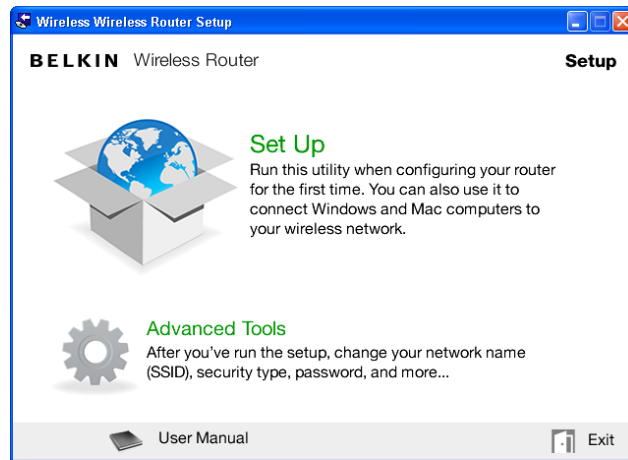 Wireless Wireless Router Setup
BELKIN Wireless Router Setup
Set Up
Run this utility when configuring your router
for the first time. You can also use it to
connect Windows and Mac computers to
your wireless network.
Advanced Tools
After you've run the setup, change your network name
(SSID), security type, password, and more...
User Manual Exit